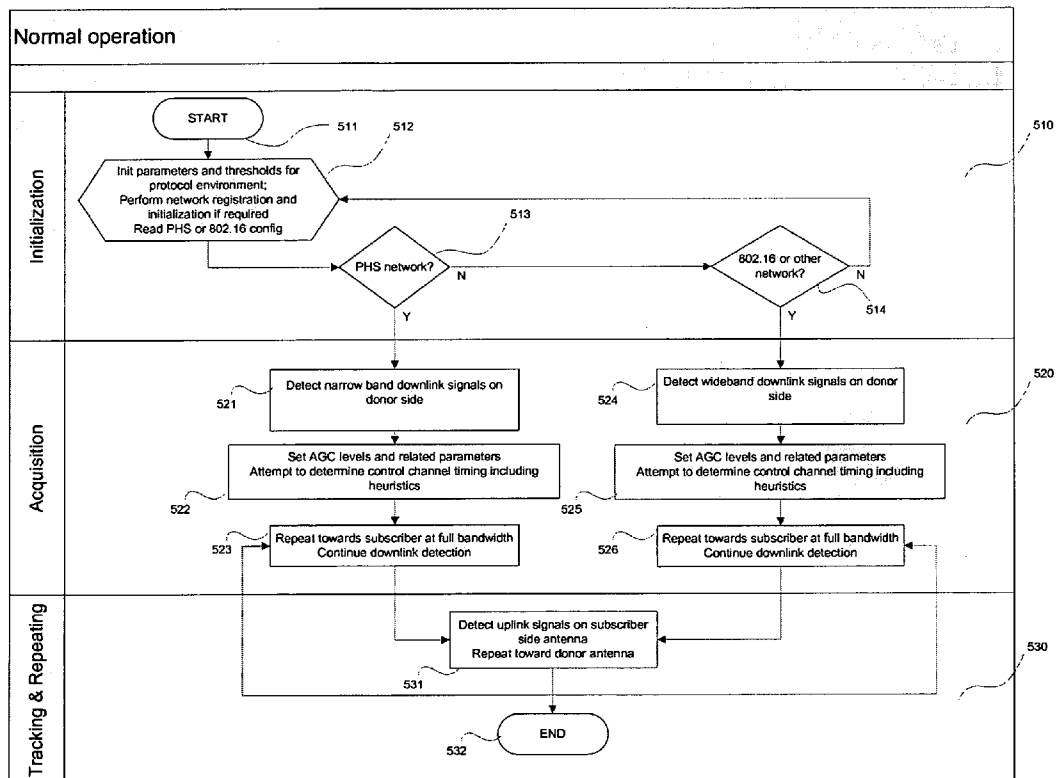 Normal operation
Initialization
START
511
512
510
Init parameters and thresholds for
protocol environment;
Perform network registration and
initialization if required
Read PHS or 802.16 config
513
PHS network?
N
Y
802.16 or other
network?
N
514
Y
Acquisition
520
Detect narrow band downlink signals on
donor side
521
Detect wideband downlink signals on donor
side
524
Set AGC levels and related parameters
Attempt to determine control channel timing including
heuristics
522
Set AGC levels and related parameters
Attempt to determine control channel timing including
heuristics
525
Repeat towards subscriber at full bandwidth
Continue downlink detection
523
Repeat towards subscriber at full bandwidth
Continue downlink detection
526
Tracking & Repeating
530
Detect uplink signals on subscriber
side antenna
Repeat toward donor antenna
531
END
532